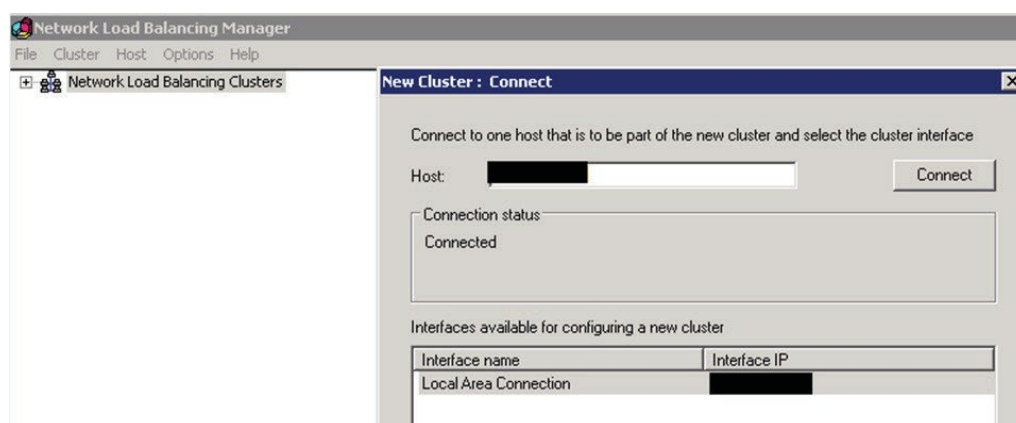 Network Load Balancing Manager
File Cluster Host Options Help
Network Load Balancing Clusters
New Cluster : Connect
Connect to one host that is to be part of the new cluster and select the cluster interface
Host:
Connect
Connection status
Connected
Interfaces available for configuring a new cluster
Interface name Interface IP
Local Area Connection